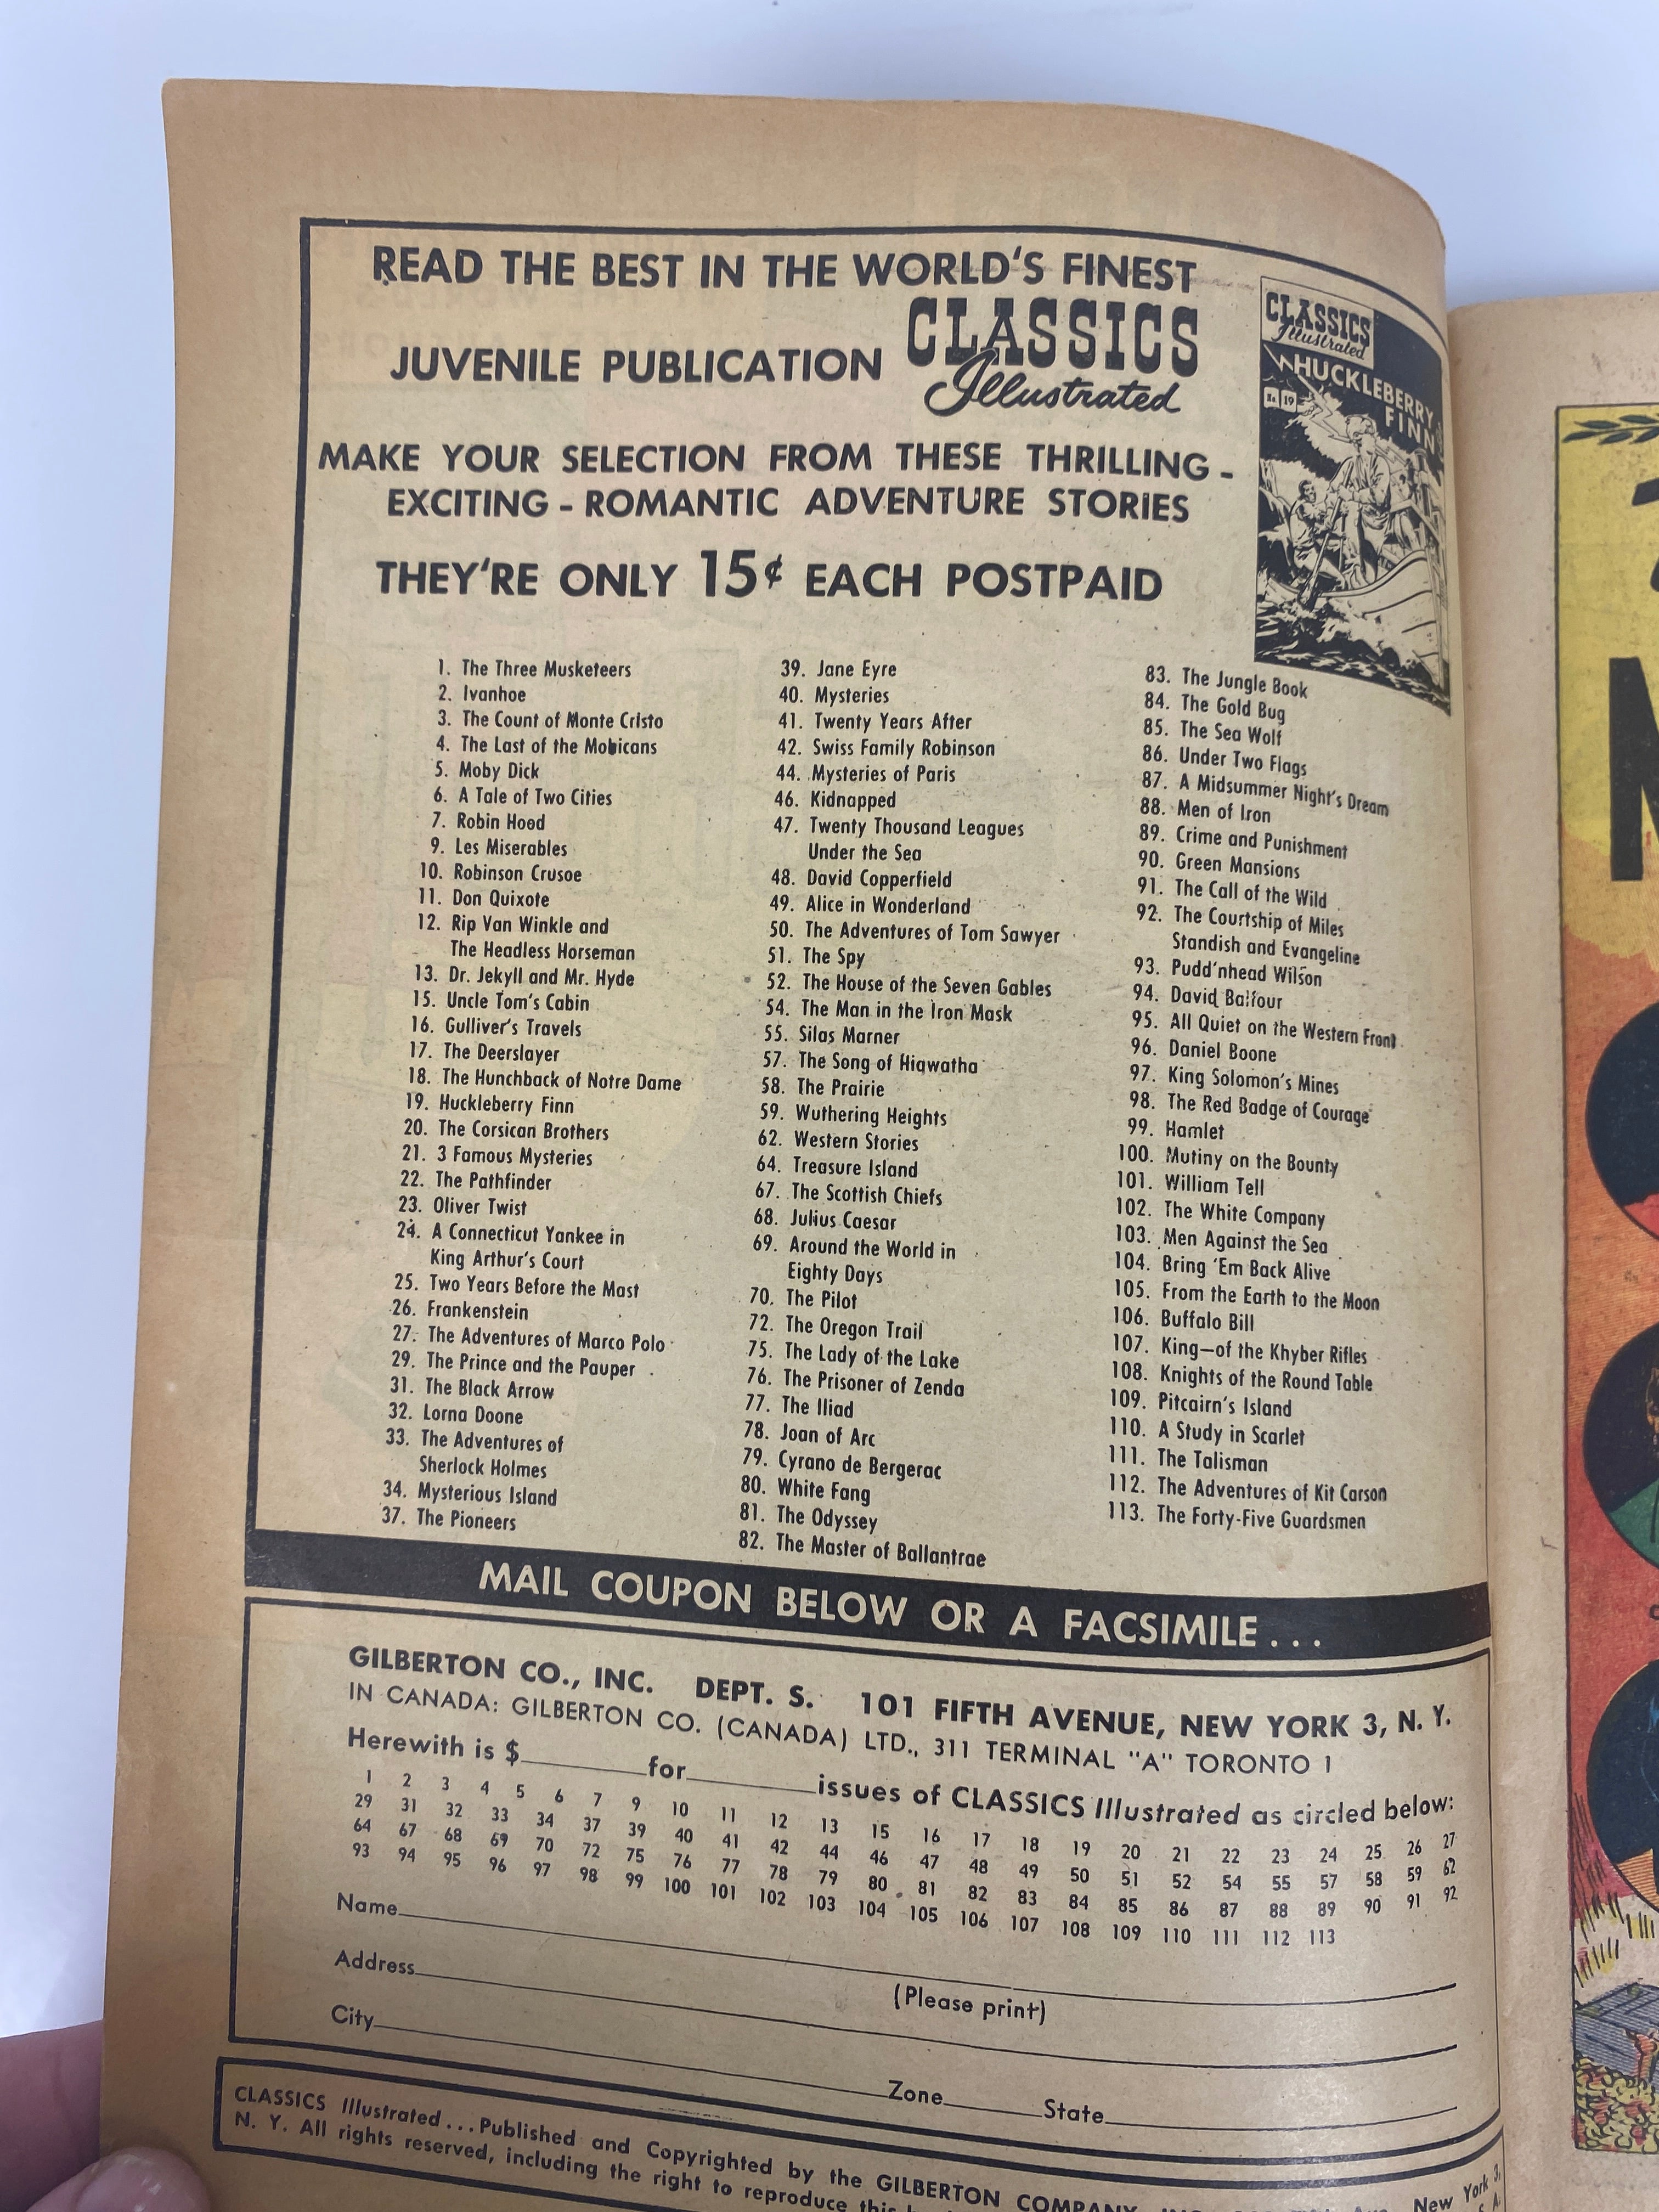 READ THE BEST IN THE WORLD'S FINEST
JUVENILE PUBLICATION CLASSICS
Illustrated
MAKE YOUR SELECTION FROM THESE THRILLING -
EXCITING - ROMANTIC ADVENTURE STORIES
THEY'RE ONLY 15¢ EACH POSTPAID
CLASSICS
Illustrated
HUCKLEBERRY
FINN
No 19
1. The Three Musketeers
2. Ivanhoe
3. The Count of Monte Cristo
4. The Last of the Mohicans
5. Moby Dick
6. A Tale of Two Cities
7. Robin Hood
9. Les Miserables
10. Robinson Crusoe
11. Don Quixote
12. Rip Van Winkle and
The Headless Horseman
13. Dr. Jekyll and Mr. Hyde
15. Uncle Tom's Cabin
16. Gulliver's Travels
17. The Deerslayer
18. The Hunchback of Notre Dame
19. Huckleberry Finn
20. The Corsican Brothers
21. 3 Famous Mysteries
22. The Pathfinder
23. Oliver Twist
24. A Connecticut Yankee in
King Arthur's Court
25. Two Years Before the Mast
26. Frankenstein
27. The Adventures of Marco Polo
29. The Prince and the Pauper
31. The Black Arrow
32. Lorna Doone
33. The Adventures of
Sherlock Holmes
34. Mysterious Island
37. The Pioneers
39. Jane Eyre
40. Mysteries
41. Twenty Years After
42. Swiss Family Robinson
44. Mysteries of Paris
46. Kidnapped
47. Twenty Thousand Leagues
Under the Sea
48. David Copperfield
49. Alice in Wonderland
50. The Adventures of Tom Sawyer
51. The Spy
52. The House of the Seven Gables
54. The Man in the Iron Mask
55. Silas Marner
57. The Song of Hiawatha
58. The Prairie
59. Wuthering Heights
62. Western Stories
64. Treasure Island
67. The Scottish Chiefs
68. Julius Caesar
69. Around the World in
Eighty Days
70. The Pilot
72. The Oregon Trail
75. The Lady of the Lake
76. The Prisoner of Zenda
77. The Iliad
78. Joan of Arc
79. Cyrano de Bergerac
80. White Fang
81. The Odyssey
82. The Master of Ballantrae
83. The Jungle Book
84. The Gold Bug
85. The Sea Wolf
86. Under Two Flags
87. A Midsummer Night's Dream
88. Men of Iron
89. Crime and Punishment
90. Green Mansions
91. The Call of the Wild
92. The Courtship of Miles
Standish and Evangeline
93. Pudd'nhead Wilson
94. David Balfour
95. All Quiet on the Western Front
96. Daniel Boone
97. King Solomon's Mines
98. The Red Badge of Courage
99. Hamlet
100. Mutiny on the Bounty
101. William Tell
102. The White Company
103. Men Against the Sea
104. Bring 'Em Back Alive
105. From the Earth to the Moon
106. Buffalo Bill
107. King—of the Khyber Rifles
108. Knights of the Round Table
109. Pitcairn's Island
110. A Study in Scarlet
111. The Talisman
112. The Adventures of Kit Carson
113. The Forty-Five Guardsmen
MAIL COUPON BELOW OR A FACSIMILE...
GILBERTON CO., INC. DEPT. S. 101 FIFTH AVENUE, NEW YORK 3, N. Y.
IN CANADA: GILBERTON CO. (CANADA) LTD., 311 TERMINAL "A" TORONTO 1
Herewith is $ for issues of CLASSICS Illustrated as circled below:
1 2 3 4 5 6 7 9 10 11 12 13 15 16 17 18 19 20 21 22 23 24 25 26 27
29 31 32 33 34 37 39 40 41 42 44 46 47 48 49 50 51 52 54 55 57 58 59 62
64 67 68 69 70 72 75 76 77 78 79 80 81 82 83 84 85 86 87 88 89 90 91 92
93 94 95 96 97 98 99 100 101 102 103 104 105 106 107 108 109 110 111 112 113
Name
(Please print)
Address
City Zone State
CLASSICS Illustrated ... Published and Copyrighted by the GILBERTON COMPANY New York 3,
N. Y. All rights reserved, including the right to reproduce this